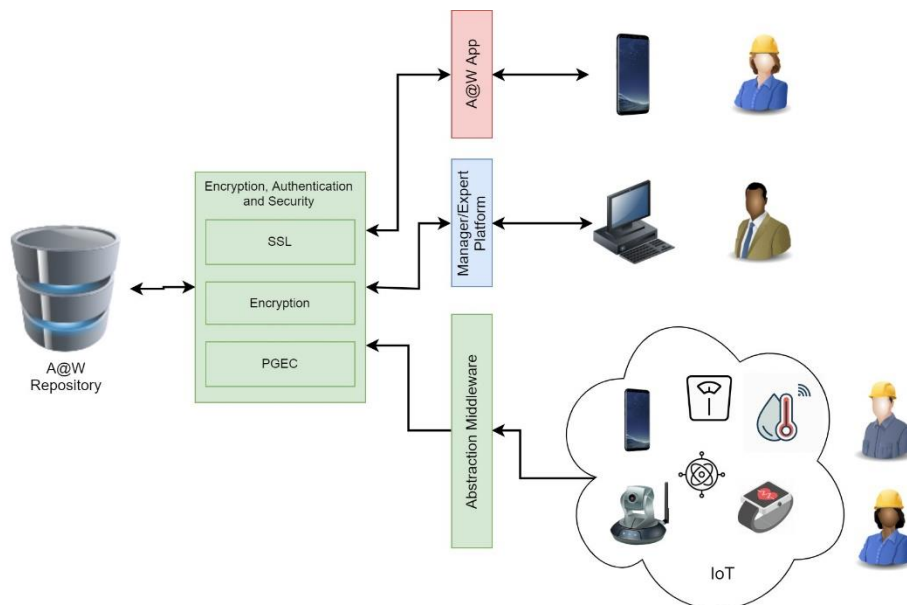 A@W App
Encryption, Authentication
and Security
SSL
Encryption
PGEC
Manager/Expert
Platform
A@W
Repository
Abstraction Middleware
IoT